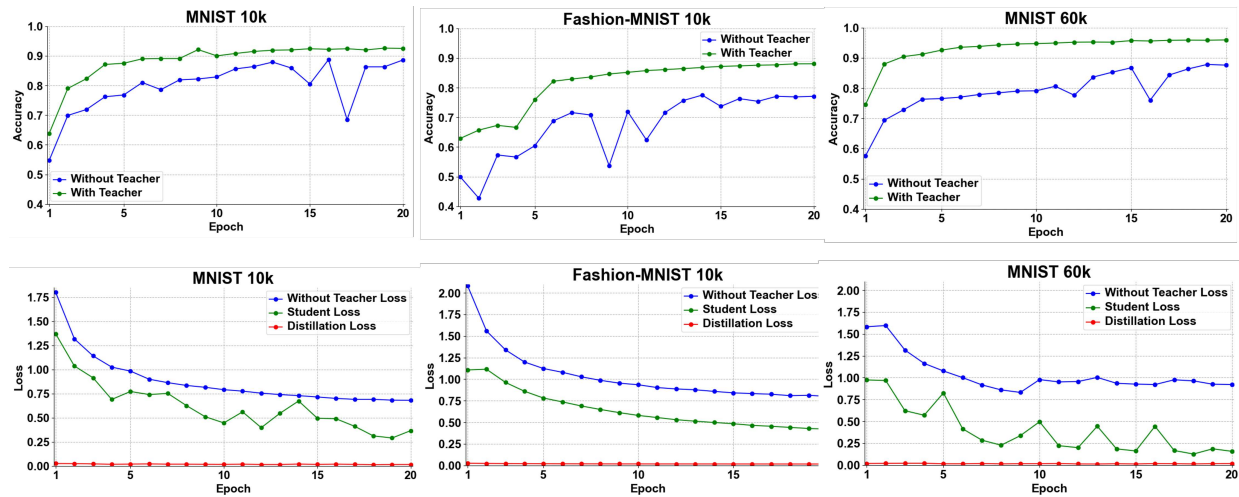 MNIST 10k
1.0
0.9
0.8
0.7
0.6
0.5
0.4
Accuracy
Without Teacher
With Teacher
1
5
10
15
20
Epoch
Fashion-MNIST 10k
1.0
0.9
0.8
0.7
0.6
0.5
0.4
Accuracy
Without Teacher
With Teacher
1
5
10
15
20
Epoch
MNIST 60k
1.0
0.9
0.8
0.7
0.6
0.5
0.4
Accuracy
Without Teacher
With Teacher
1
5
10
15
20
Epoch
MNIST 10k
1.75
1.50
1.25
1.00
0.75
0.50
0.25
0.00
Loss
Without Teacher Loss
Student Loss
Distillation Loss
1
5
10
15
20
Epoch
Fashion-MNIST 10k
2.00
1.75
1.50
1.25
1.00
0.75
0.50
0.25
0.00
Loss
Without Teacher Loss
Student Loss
Distillation Loss
1
5
10
15
Epoch
MNIST 60k
2.00
1.75
1.50
1.25
1.00
0.75
0.50
0.25
0.00
Loss
Without Teacher Loss
Student Loss
Distillation Loss
1
5
10
15
20
Epoch